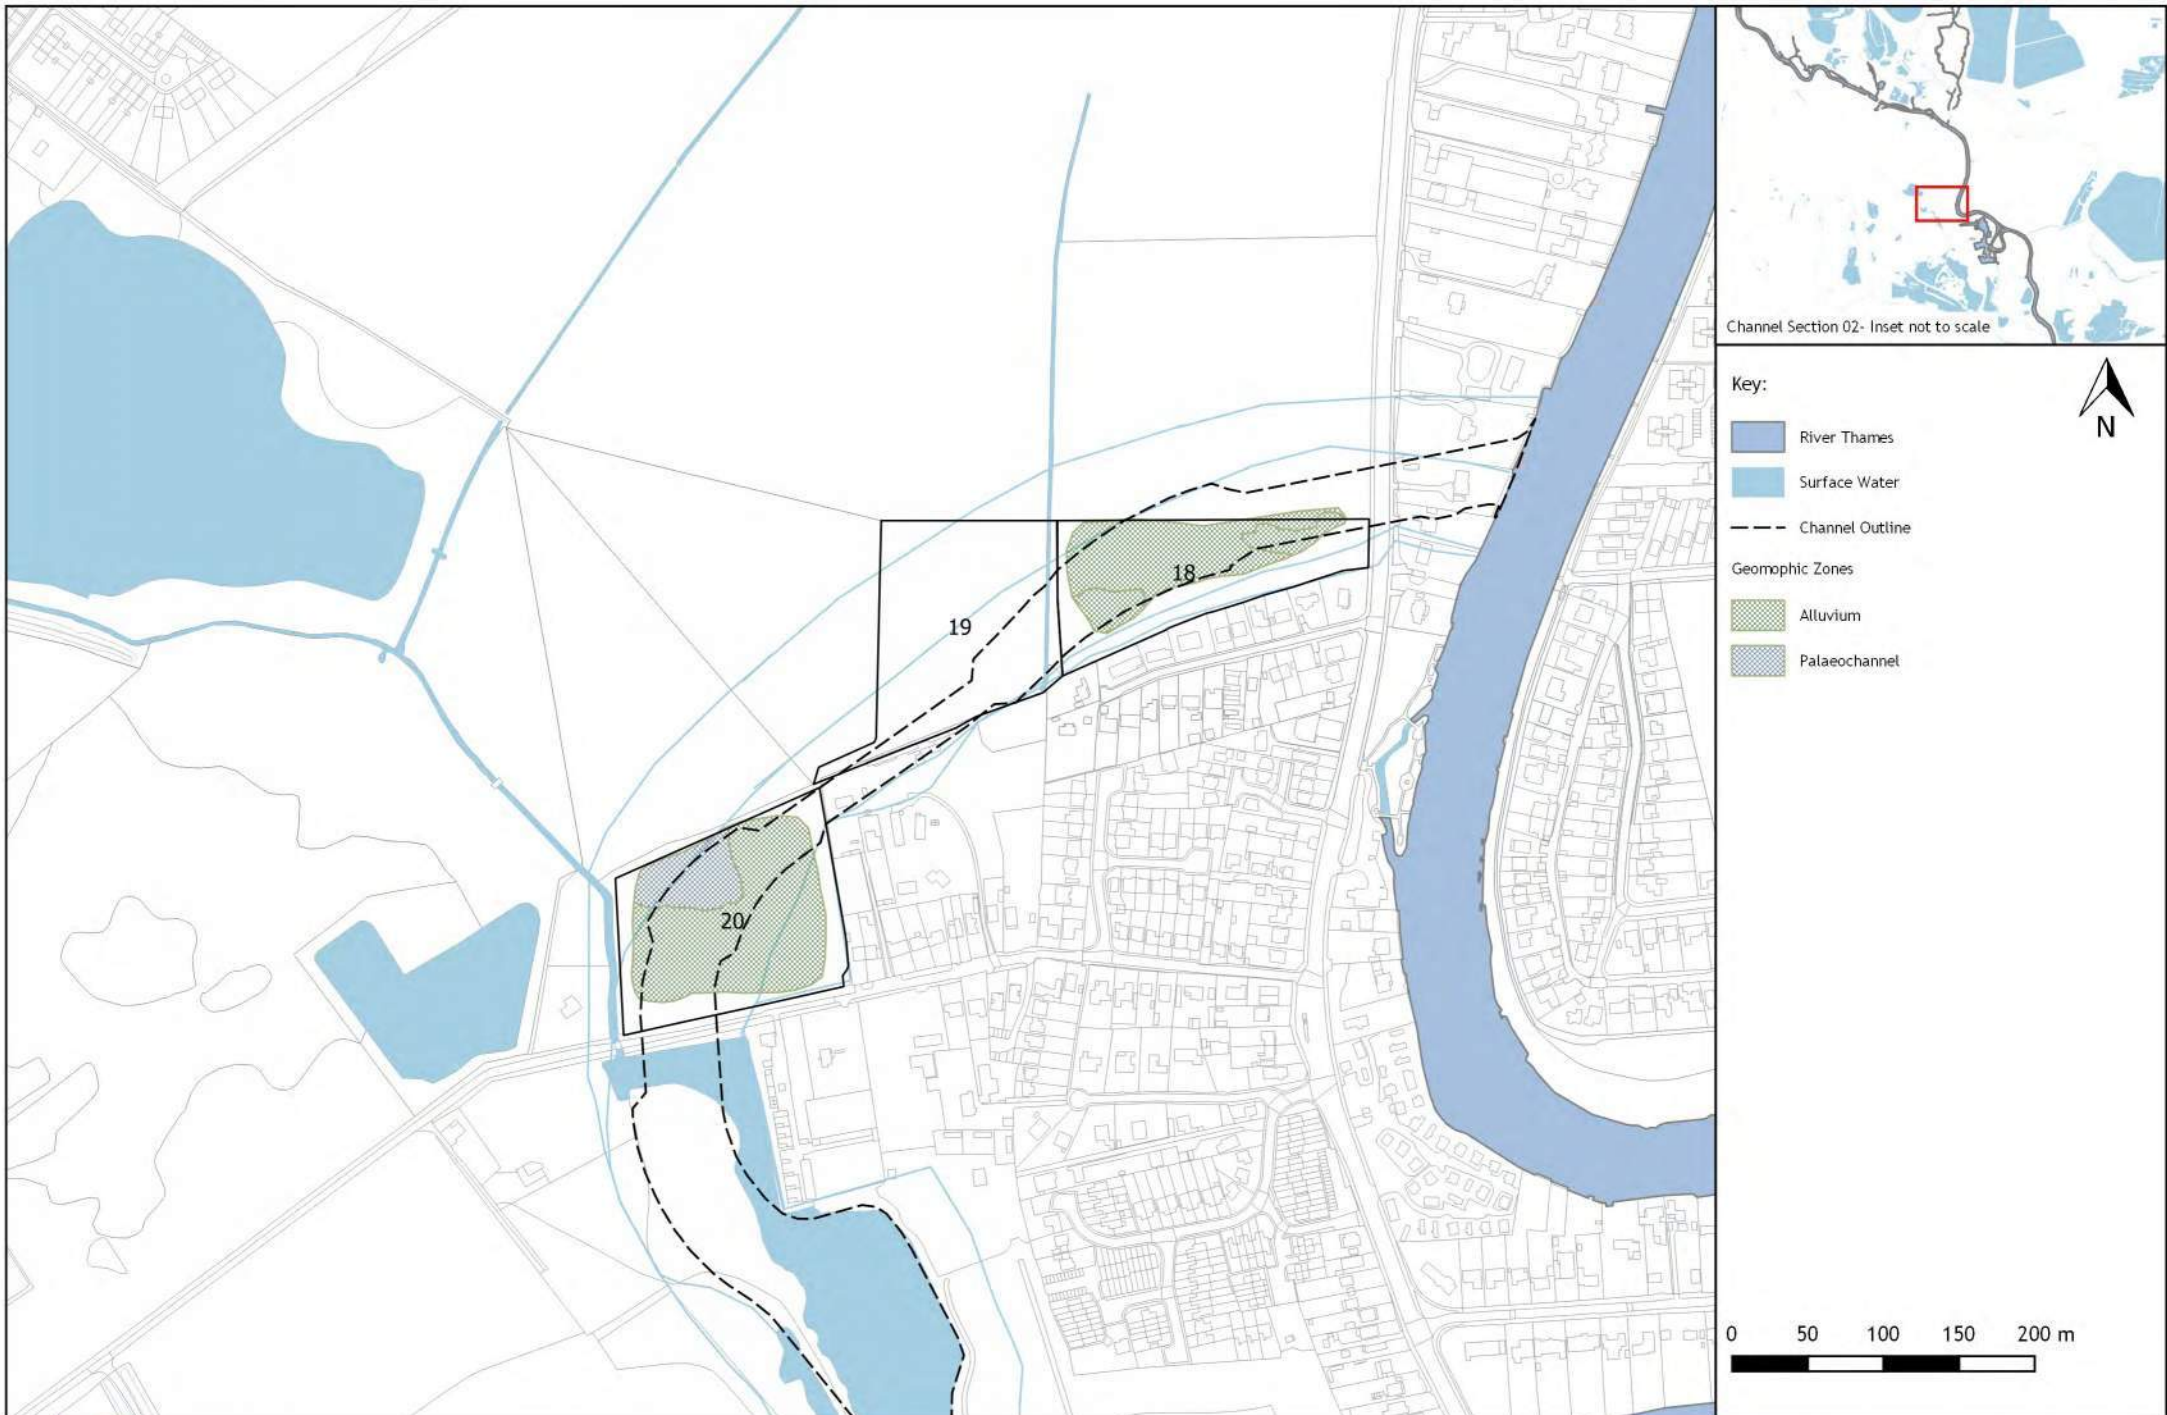 Channel Section 02- Inset not to scale
Key:
N
River Thames
Surface Water
Channel Outline
Geomophic Zones
Alluvium
Palaeochannel
18
19
20
0 50 100 150 200 m